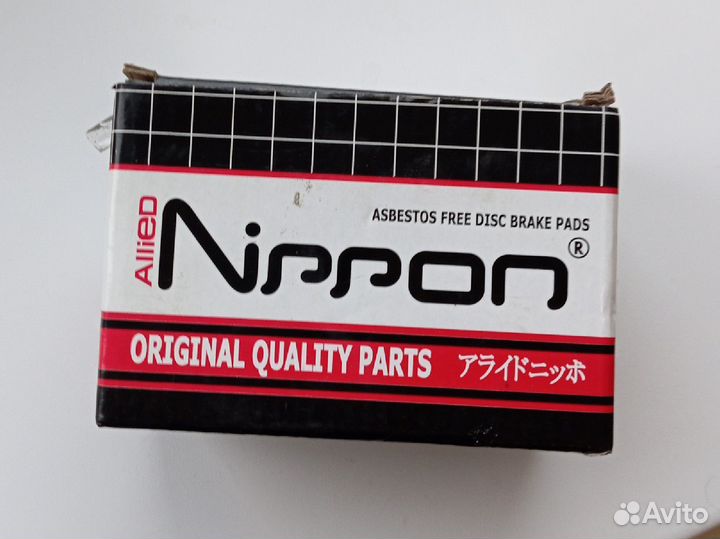 ASBESTOS FREE DISC BRAKE PADS
AlliED
Nippon®
ORIGINAL QUALITY PARTS アライドニッポ
Avito